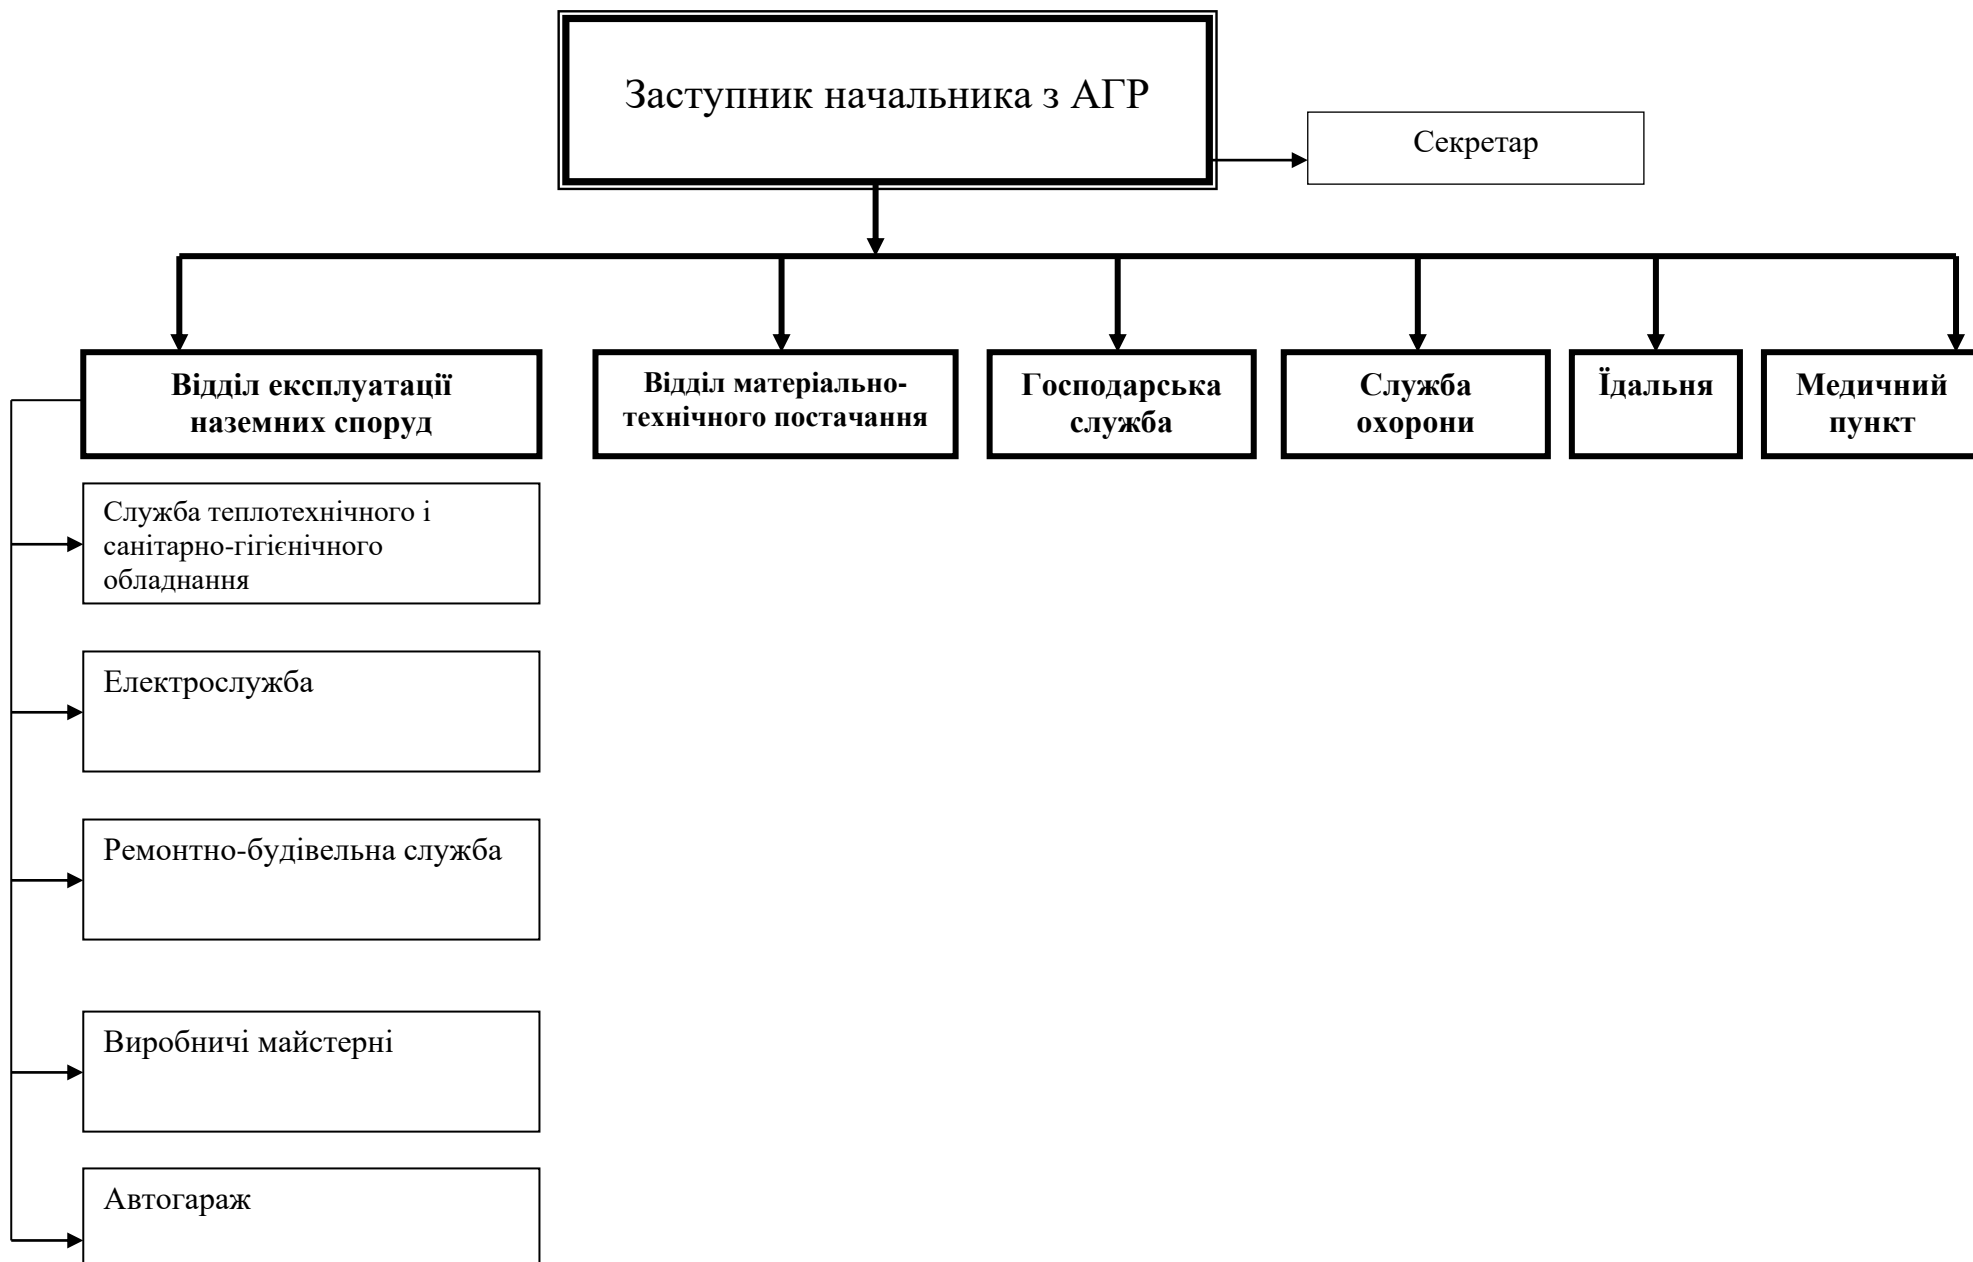 Заступник начальника з АГР
Секретар
Відділ експлуатації
наземних споруд
Відділ матеріально-
технічного постачання
Господарська
служба
Служба
охорони
Їдальня
Медичний
пункт
Служба теплотехнічного і
санітарно-гігієнічного
обладнання
Електрослужба
Ремонтно-будівельна служба
Виробничі майстерні
Автогараж